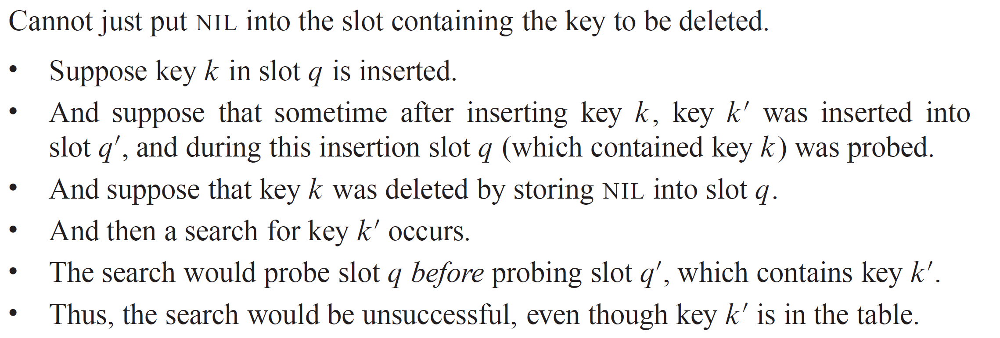 Cannot just put NIL into the slot containing the key to be deleted.
• Suppose key k in slot q is inserted.
• And suppose that sometime after inserting key k, key k′ was inserted into
slot q′, and during this insertion slot q (which contained key k) was probed.
• And suppose that key k was deleted by storing NIL into slot q.
• And then a search for key k′ occurs.
• The search would probe slot q before probing slot q′, which contains key k′.
• Thus, the search would be unsuccessful, even though key k′ is in the table.